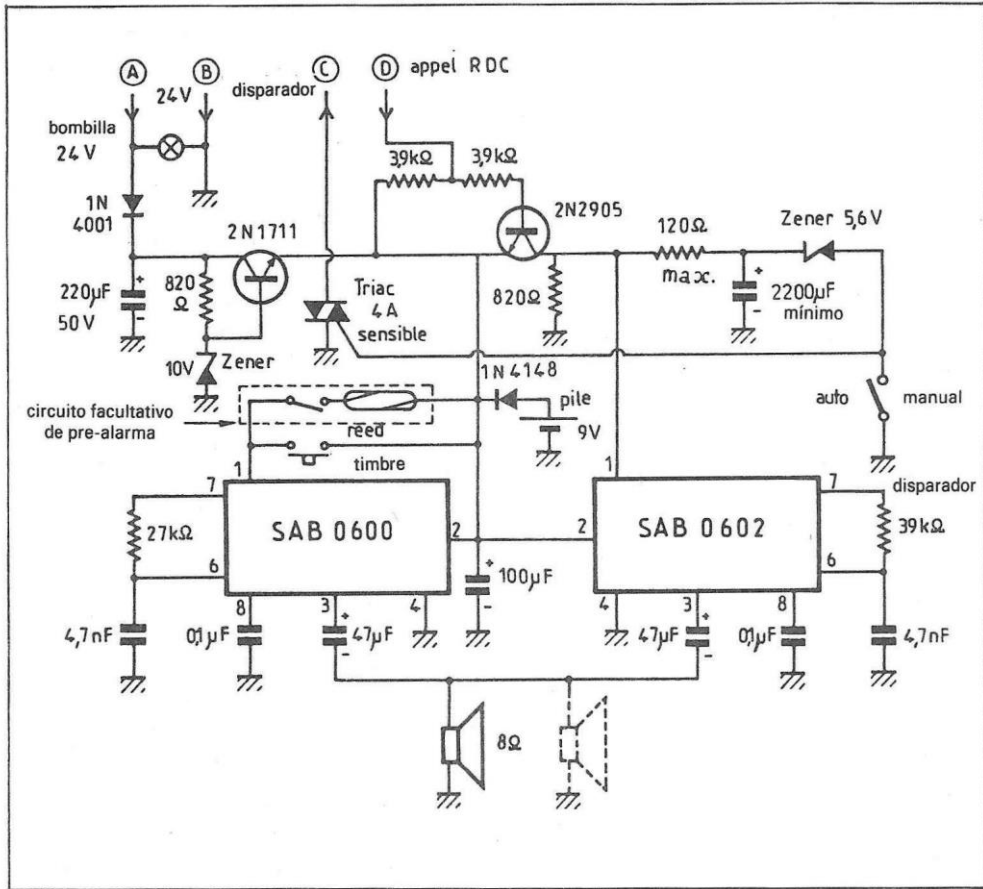 A
B
C
D
appel RDC
24V
disparador
bombilla
24V
3,9kΩ
3,9kΩ
1N
4001
2N1711
2N2905
120Ω
max.
Zener 5,6V
220µF
50V
+
-
820
Ω
Triac
4A
sensible
820Ω
+
-
2200µF
mínimo
10V
Zener
1N4148
circuito facultativo
de pre-alarma
reed
pile
9V
auto
manual
timbre
1
7
SAB 0600
27kΩ
2
6
8
3
4
1
SAB 0602
2
7
disparador
39kΩ
6
4
3
8
+
100µF
-
4,7nF
0,1µF
+
47µF
-
47µF
+
-
0,1µF
4,7nF
8Ω